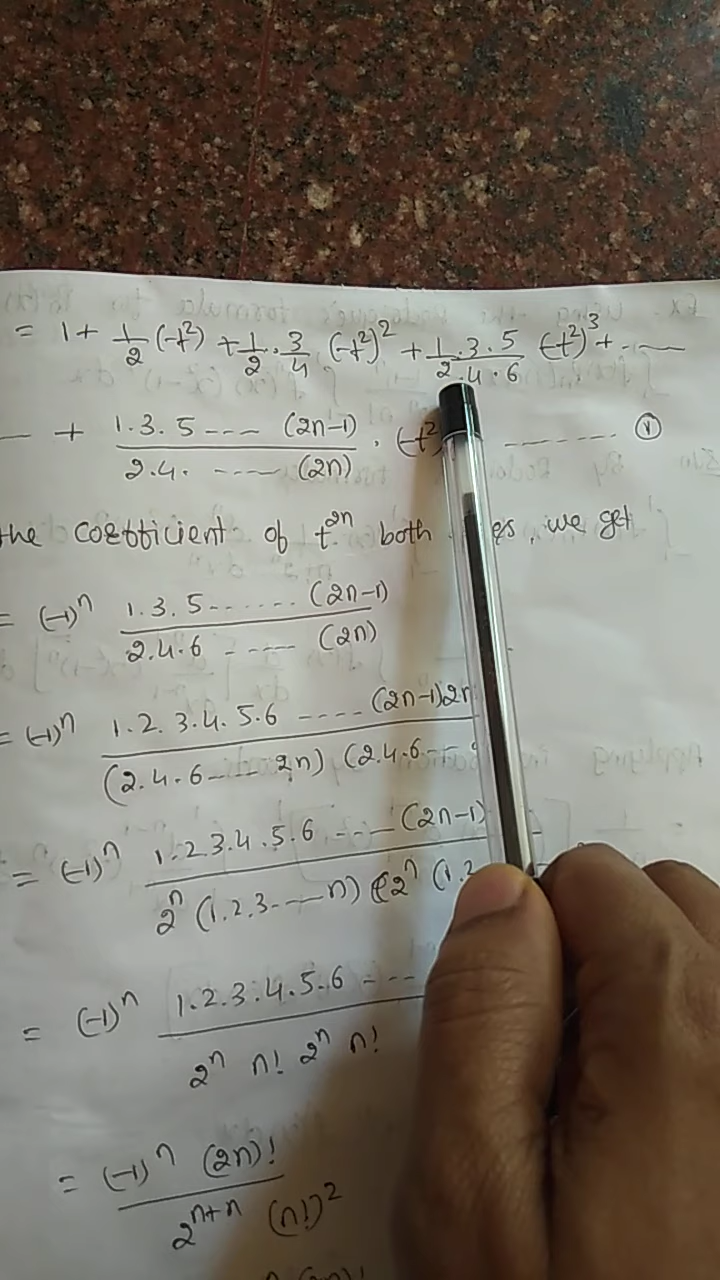 = 1 + 1/2 (-t²) + 1/2 · 3/4 (-t²)² + 1·3·5/2·4·6 (-t²)³ + ------
— + 1·3·5---- (2n-1)/2·4· ----- (2n) · (-t² -------- (v)
the coefficient of t²ⁿ both we get
= (-1)ⁿ 1·3·5------ (2n-1)/2·4·6 ----- (2n)
= (-1)ⁿ 1·2·3·4·5·6 ---- (2n-1)2n/(2·4·6--- 2n) (2·4·6--
= (-1)ⁿ 1·2·3·4·5·6 ---- (2n-1)/2ⁿ (1·2·3----n) 2ⁿ (1·2
= (-1)ⁿ 1·2·3·4·5·6 ---/2ⁿ n! 2ⁿ n!
= (-1)ⁿ (2n)!/2ⁿ⁺ⁿ (n!)²